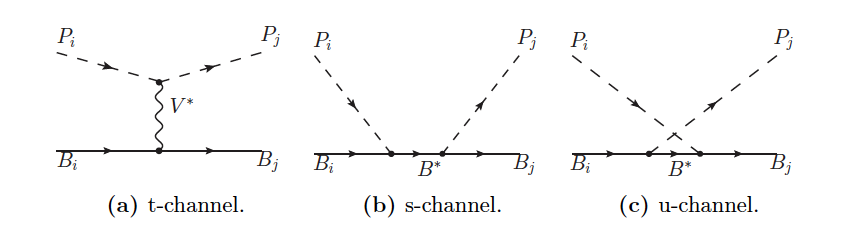 P_i P_j P_i P_j P_i P_j
V*
B_i B_j B_i B* B_j B_i B* B_j
(a) t-channel. (b) s-channel. (c) u-channel.